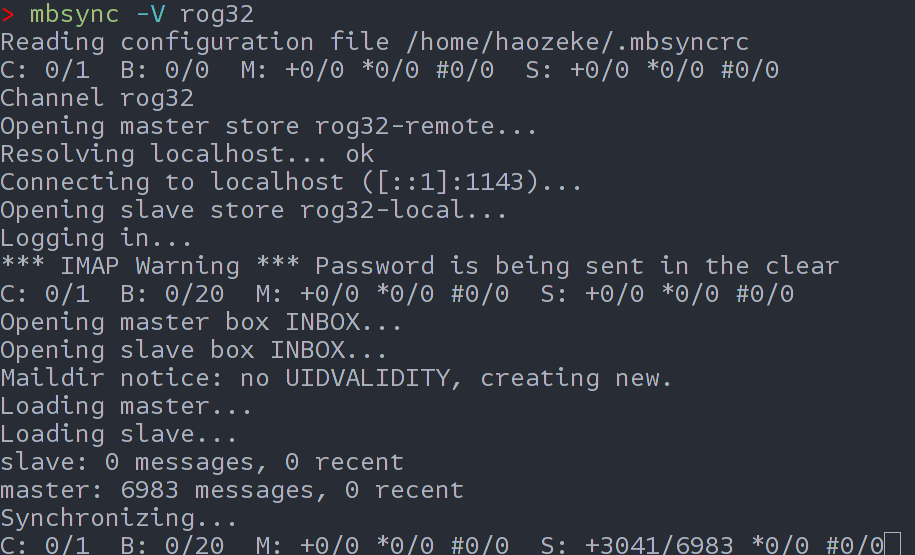 > mbsync -V rog32
Reading configuration file /home/haozeke/.mbsyncrc
C: 0/1  B: 0/0  M: +0/0 *0/0 #0/0  S: +0/0 *0/0 #0/0
Channel rog32
Opening master store rog32-remote...
Resolving localhost... ok
Connecting to localhost ([::1]:1143)...
Opening slave store rog32-local...
Logging in...
*** IMAP Warning *** Password is being sent in the clear
C: 0/1  B: 0/20  M: +0/0 *0/0 #0/0  S: +0/0 *0/0 #0/0
Opening master box INBOX...
Opening slave box INBOX...
Maildir notice: no UIDVALIDITY, creating new.
Loading master...
Loading slave...
slave: 0 messages, 0 recent
master: 6983 messages, 0 recent
Synchronizing...
C: 0/1  B: 0/20  M: +0/0 *0/0 #0/0  S: +3041/6983 *0/0 #0/0